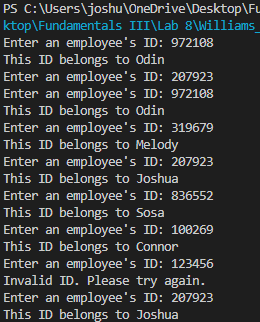 PS C:\Users\joshu\OneDrive\Desktop\Fu
ktop\Fundamentals III\Lab 8\Williams_
Enter an employee's ID: 972108
This ID belongs to Odin
Enter an employee's ID: 207923
Enter an employee's ID: 972108
This ID belongs to Odin
Enter an employee's ID: 319679
This ID belongs to Melody
Enter an employee's ID: 207923
This ID belongs to Joshua
Enter an employee's ID: 836552
This ID belongs to Sosa
Enter an employee's ID: 100269
This ID belongs to Connor
Enter an employee's ID: 123456
Invalid ID. Please try again.
Enter an employee's ID: 207923
This ID belongs to Joshua